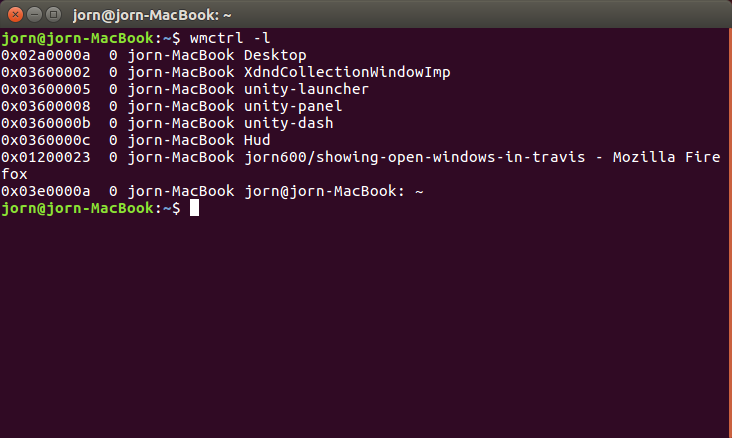 jorn@jorn-MacBook: ~
jorn@jorn-MacBook:~$ wmctrl -l
0x02a0000a  0 jorn-MacBook Desktop
0x03600002  0 jorn-MacBook XdndCollectionWindowImp
0x03600005  0 jorn-MacBook unity-launcher
0x03600008  0 jorn-MacBook unity-panel
0x0360000b  0 jorn-MacBook unity-dash
0x0360000c  0 jorn-MacBook Hud
0x01200023  0 jorn-MacBook jorn600/showing-open-windows-in-travis - Mozilla Fire
fox
0x03e0000a  0 jorn-MacBook jorn@jorn-MacBook: ~
jorn@jorn-MacBook:~$